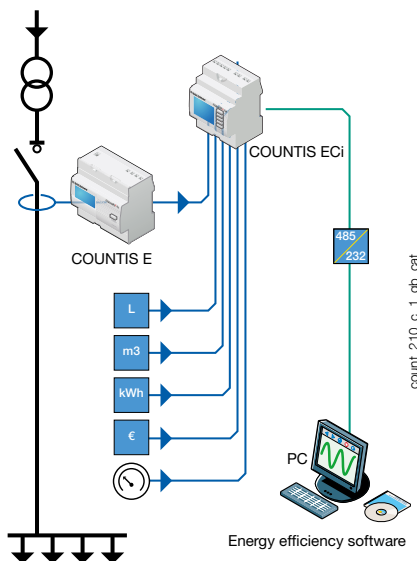 COUNTIS ECi
COUNTIS E
485
232
L
m3
kWh
€
PC
Energy efficiency software
count_210_c_1_gb_cat